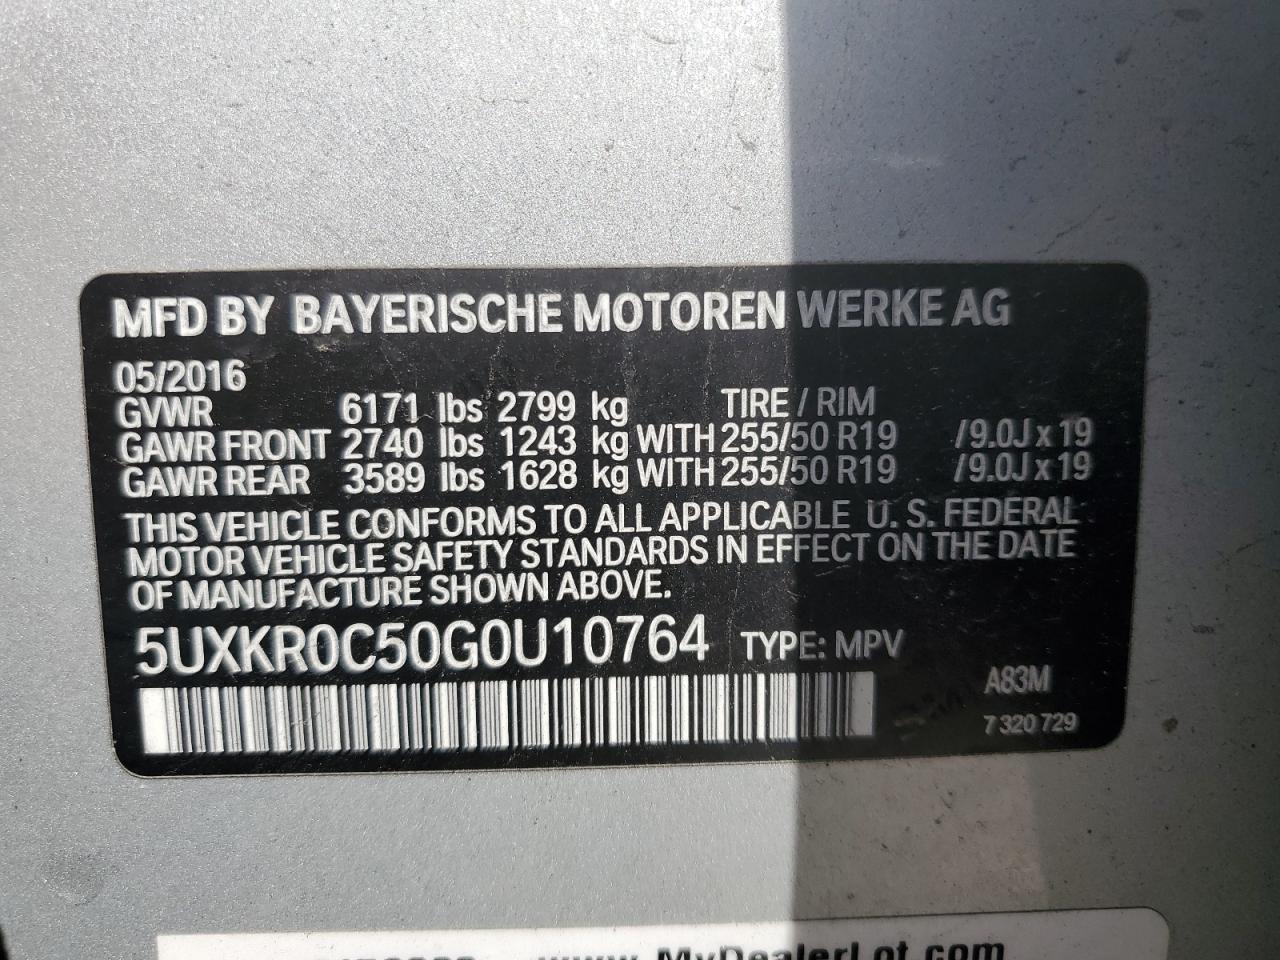 MFD BY BAYERISCHE MOTOREN WERKE AG
05/2016
GVWR 6171 lbs 2799 kg TIRE / RIM
GAWR FRONT 2740 lbs 1243 kg WITH 255/50 R19 /9.0J x 19
GAWR REAR 3589 lbs 1628 kg WITH 255/50 R19 /9.0J x 19
THIS VEHICLE CONFORMS TO ALL APPLICABLE U. S. FEDERAL
MOTOR VEHICLE SAFETY STANDARDS IN EFFECT ON THE DATE
OF MANUFACTURE SHOWN ABOVE.
5UXKR0C50G0U10764 TYPE: MPV
A83M
7 320 729
www.MyDealerLot.com